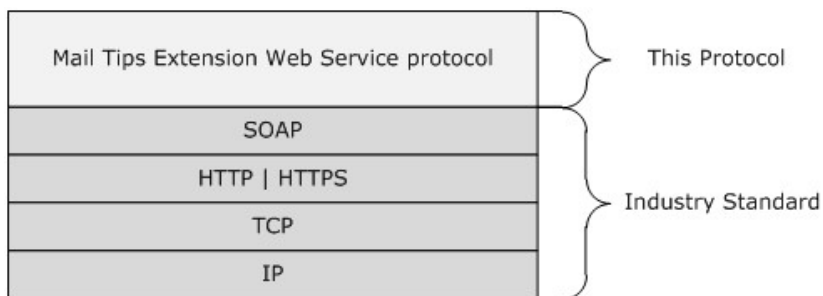 Mail Tips Extension Web Service protocol
This Protocol
SOAP
HTTP | HTTPS
TCP
IP
Industry Standard